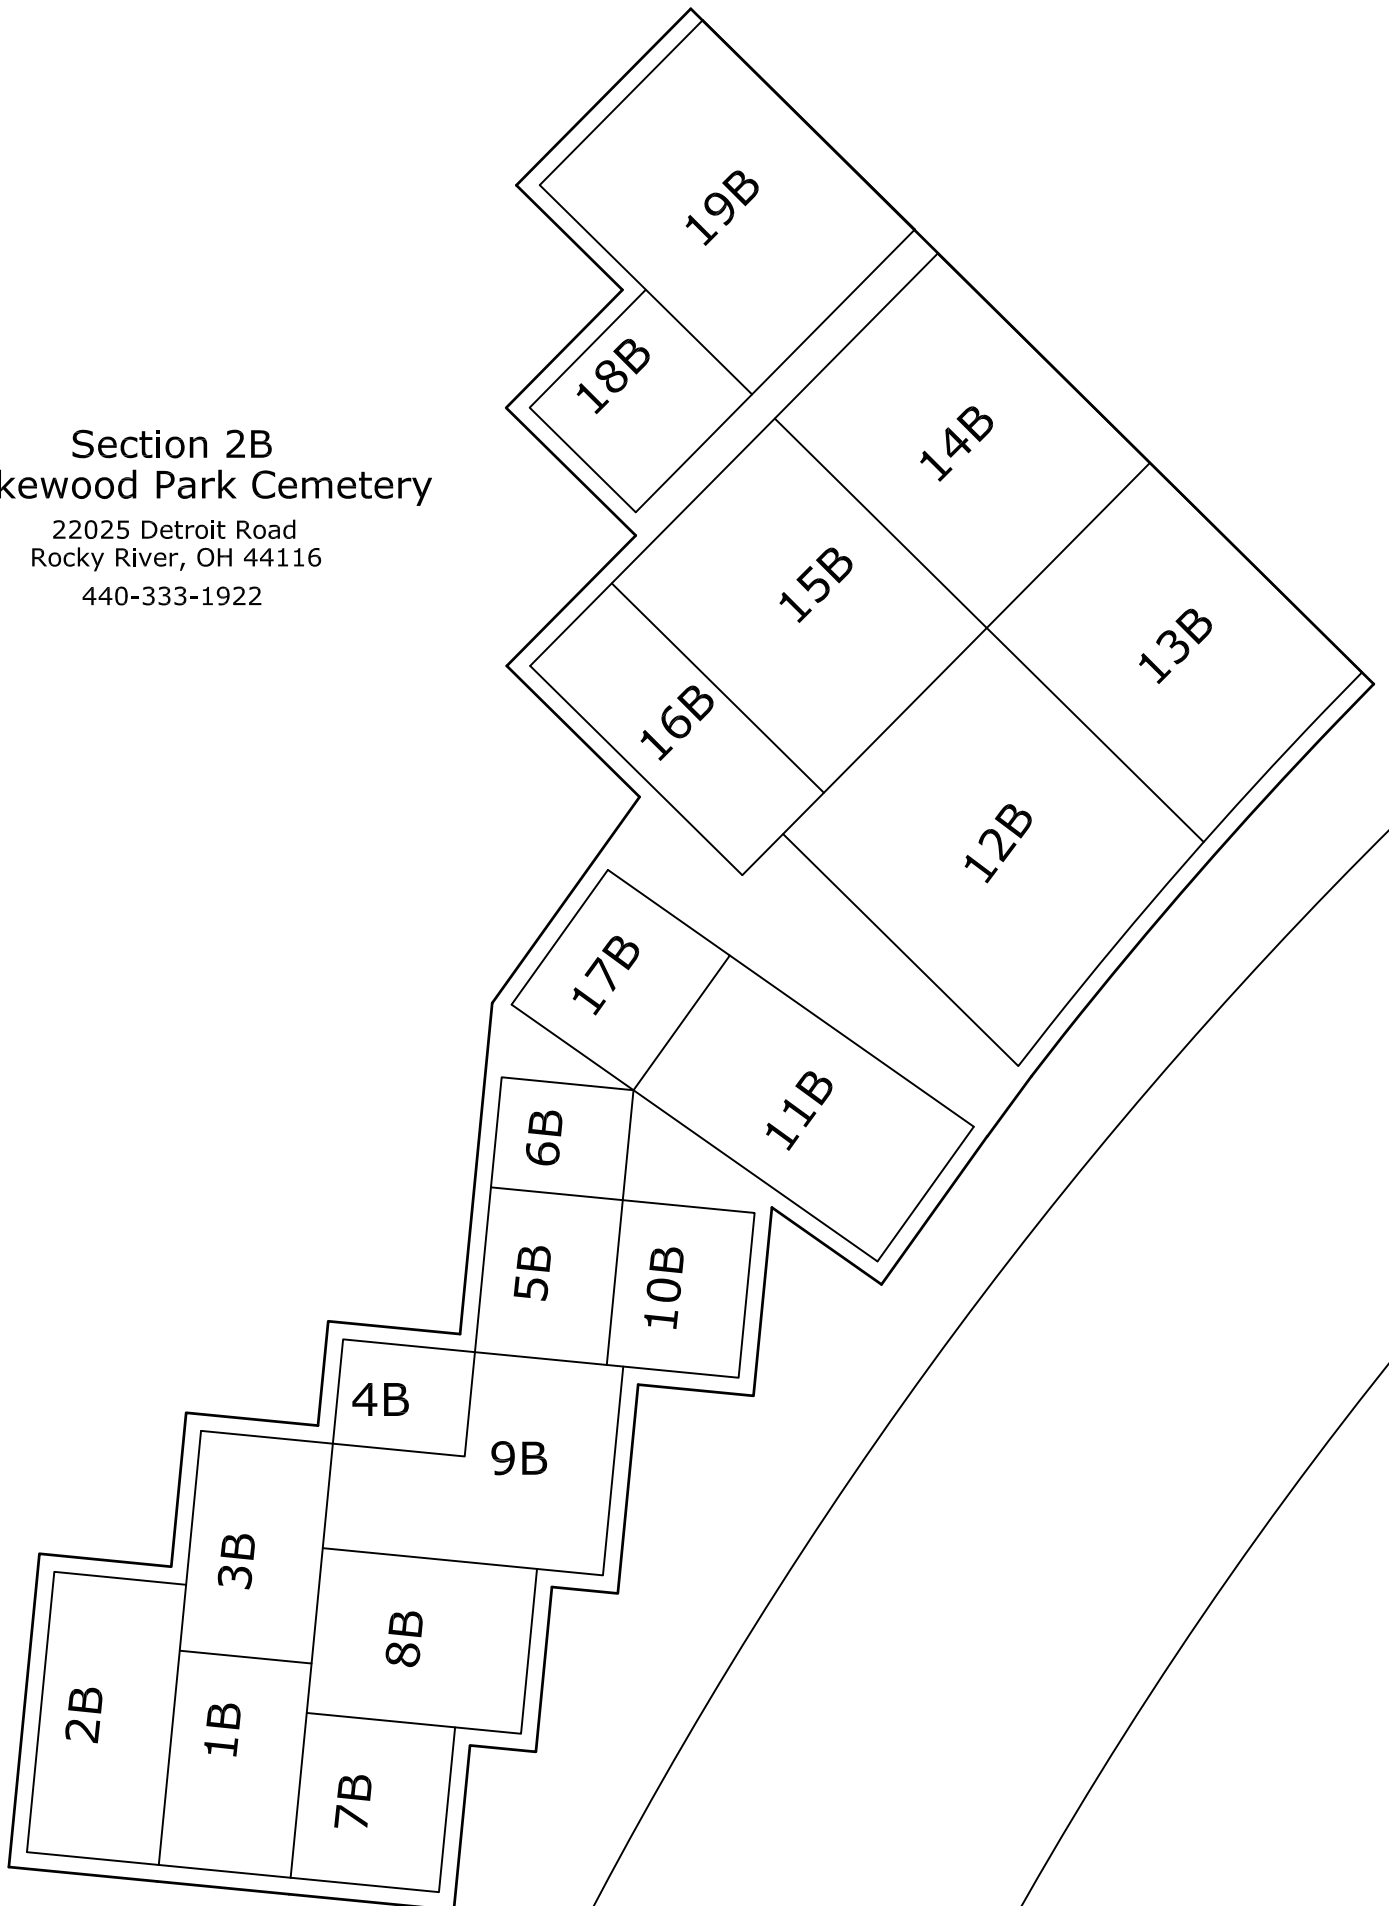 19B
18B
14B
Section 2B
kewood Park Cemetery
22025 Detroit Road
Rocky River, OH 44116
440-333-1922
15B
13B
16B
12B
17B
11B
6B
5B
10B
4B
9B
3B
8B
2B
1B
7B